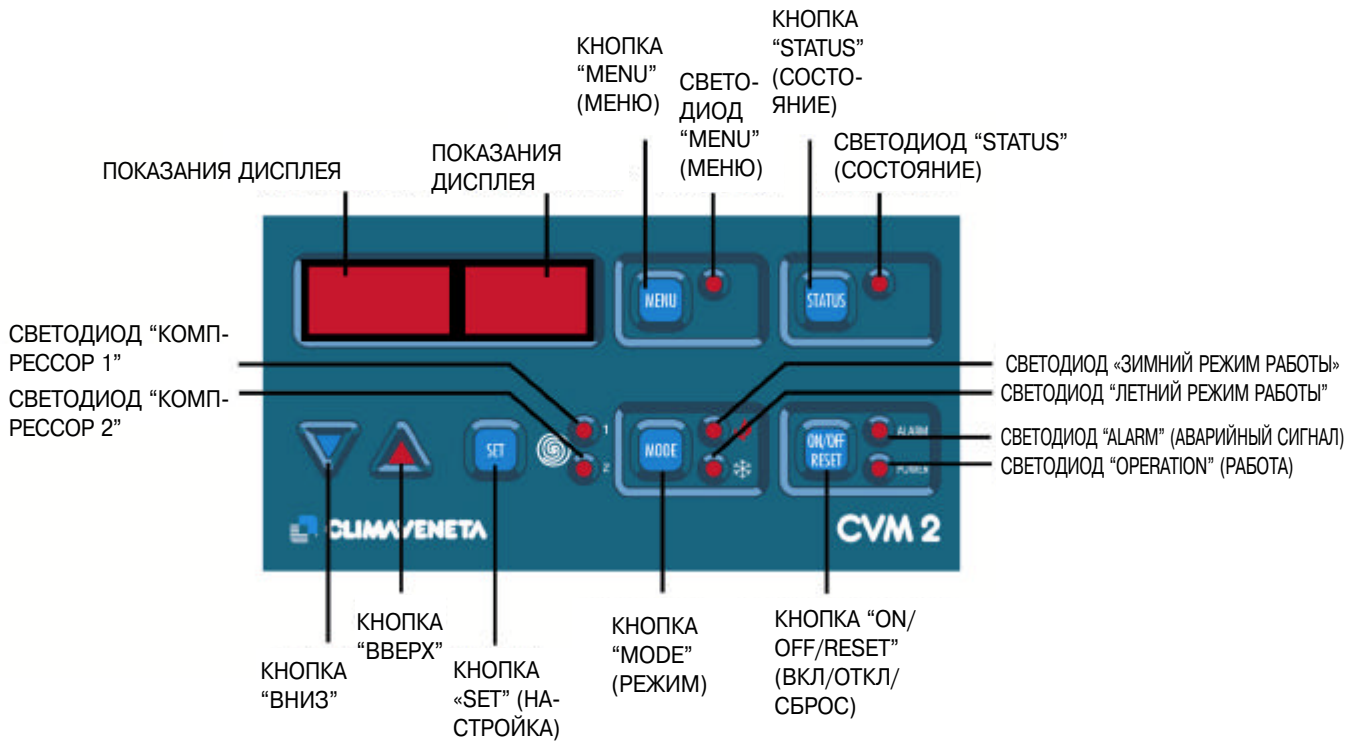 КНОПКА
“STATUS”
(СОСТО-
ЯНИЕ)
КНОПКА
“MENU”
(МЕНЮ)
СВЕТО-
ДИОД
“MENU”
(МЕНЮ)
СВЕТОДИОД “STATUS”
(СОСТОЯНИЕ)
ПОКАЗАНИЯ ДИСПЛЕЯ
ПОКАЗАНИЯ
ДИСПЛЕЯ
MENU
STATUS
СВЕТОДИОД “КОМП-
РЕССОР 1”
СВЕТОДИОД “КОМП-
РЕССОР 2”
СВЕТОДИОД «ЗИМНИЙ РЕЖИМ РАБОТЫ»
СВЕТОДИОД “ЛЕТНИЙ РЕЖИМ РАБОТЫ”
СВЕТОДИОД “ALARM” (АВАРИЙНЫЙ СИГНАЛ)
СВЕТОДИОД “OPERATION” (РАБОТА)
SET
1
2
MODE
ON/OFF
RESET
ALARM
POWER
CLIMAVENETA
CVM 2
КНОПКА
“ВНИЗ”
КНОПКА
“ВВЕРХ”
КНОПКА
«SET” (НА-
СТРОЙКА)
КНОПКА
“MODE”
(РЕЖИМ)
КНОПКА “ON/
OFF/RESET”
(ВКЛ/ОТКЛ/
СБРОС)